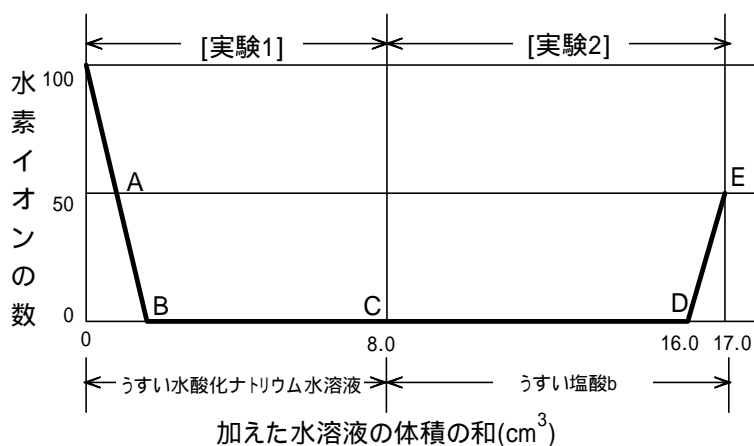 [実験1]
[実験2]
水素イオンの数
100
50
0
A
B
C
D
E
0
8.0
16.0
17.0
うすい水酸化ナトリウム水溶液
うすい塩酸b
加えた水溶液の体積の和(cm³)